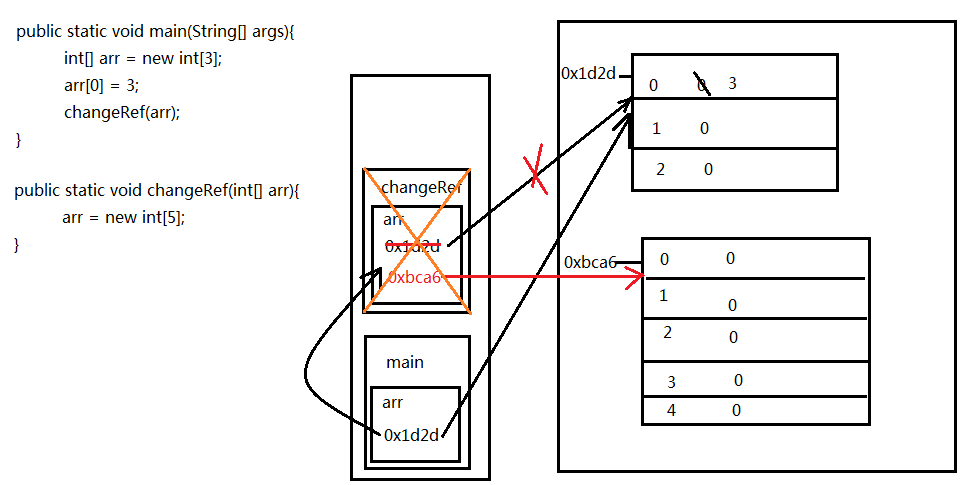 public static void main(String[] args){
int[] arr = new int[3];
arr[0] = 3;
changeRef(arr);
}
public static void changeRef(int[] arr){
arr = new int[5];
}
changeRef
arr
0x1d2d
0xbca6
main
arr
0x1d2d
0x1d2d
0 0 3
1 0
2 0
0xbca6
0 0
1 0
2 0
3 0
4 0